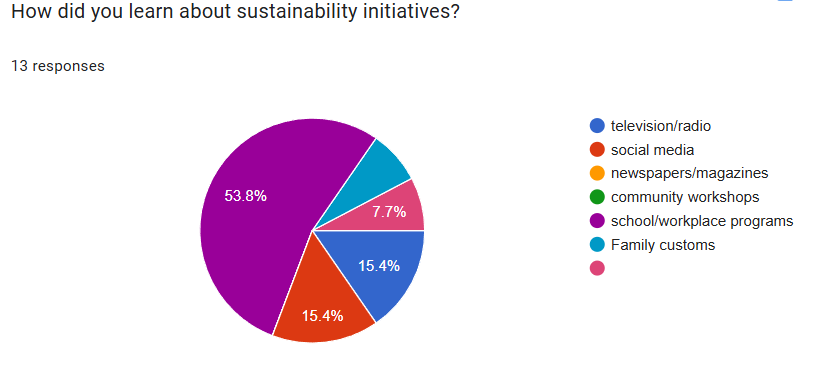 How did you learn about sustainability initiatives?
13 responses
television/radio
social media
newspapers/magazines
community workshops
school/workplace programs
Family customs
53.8%
7.7%
15.4%
15.4%